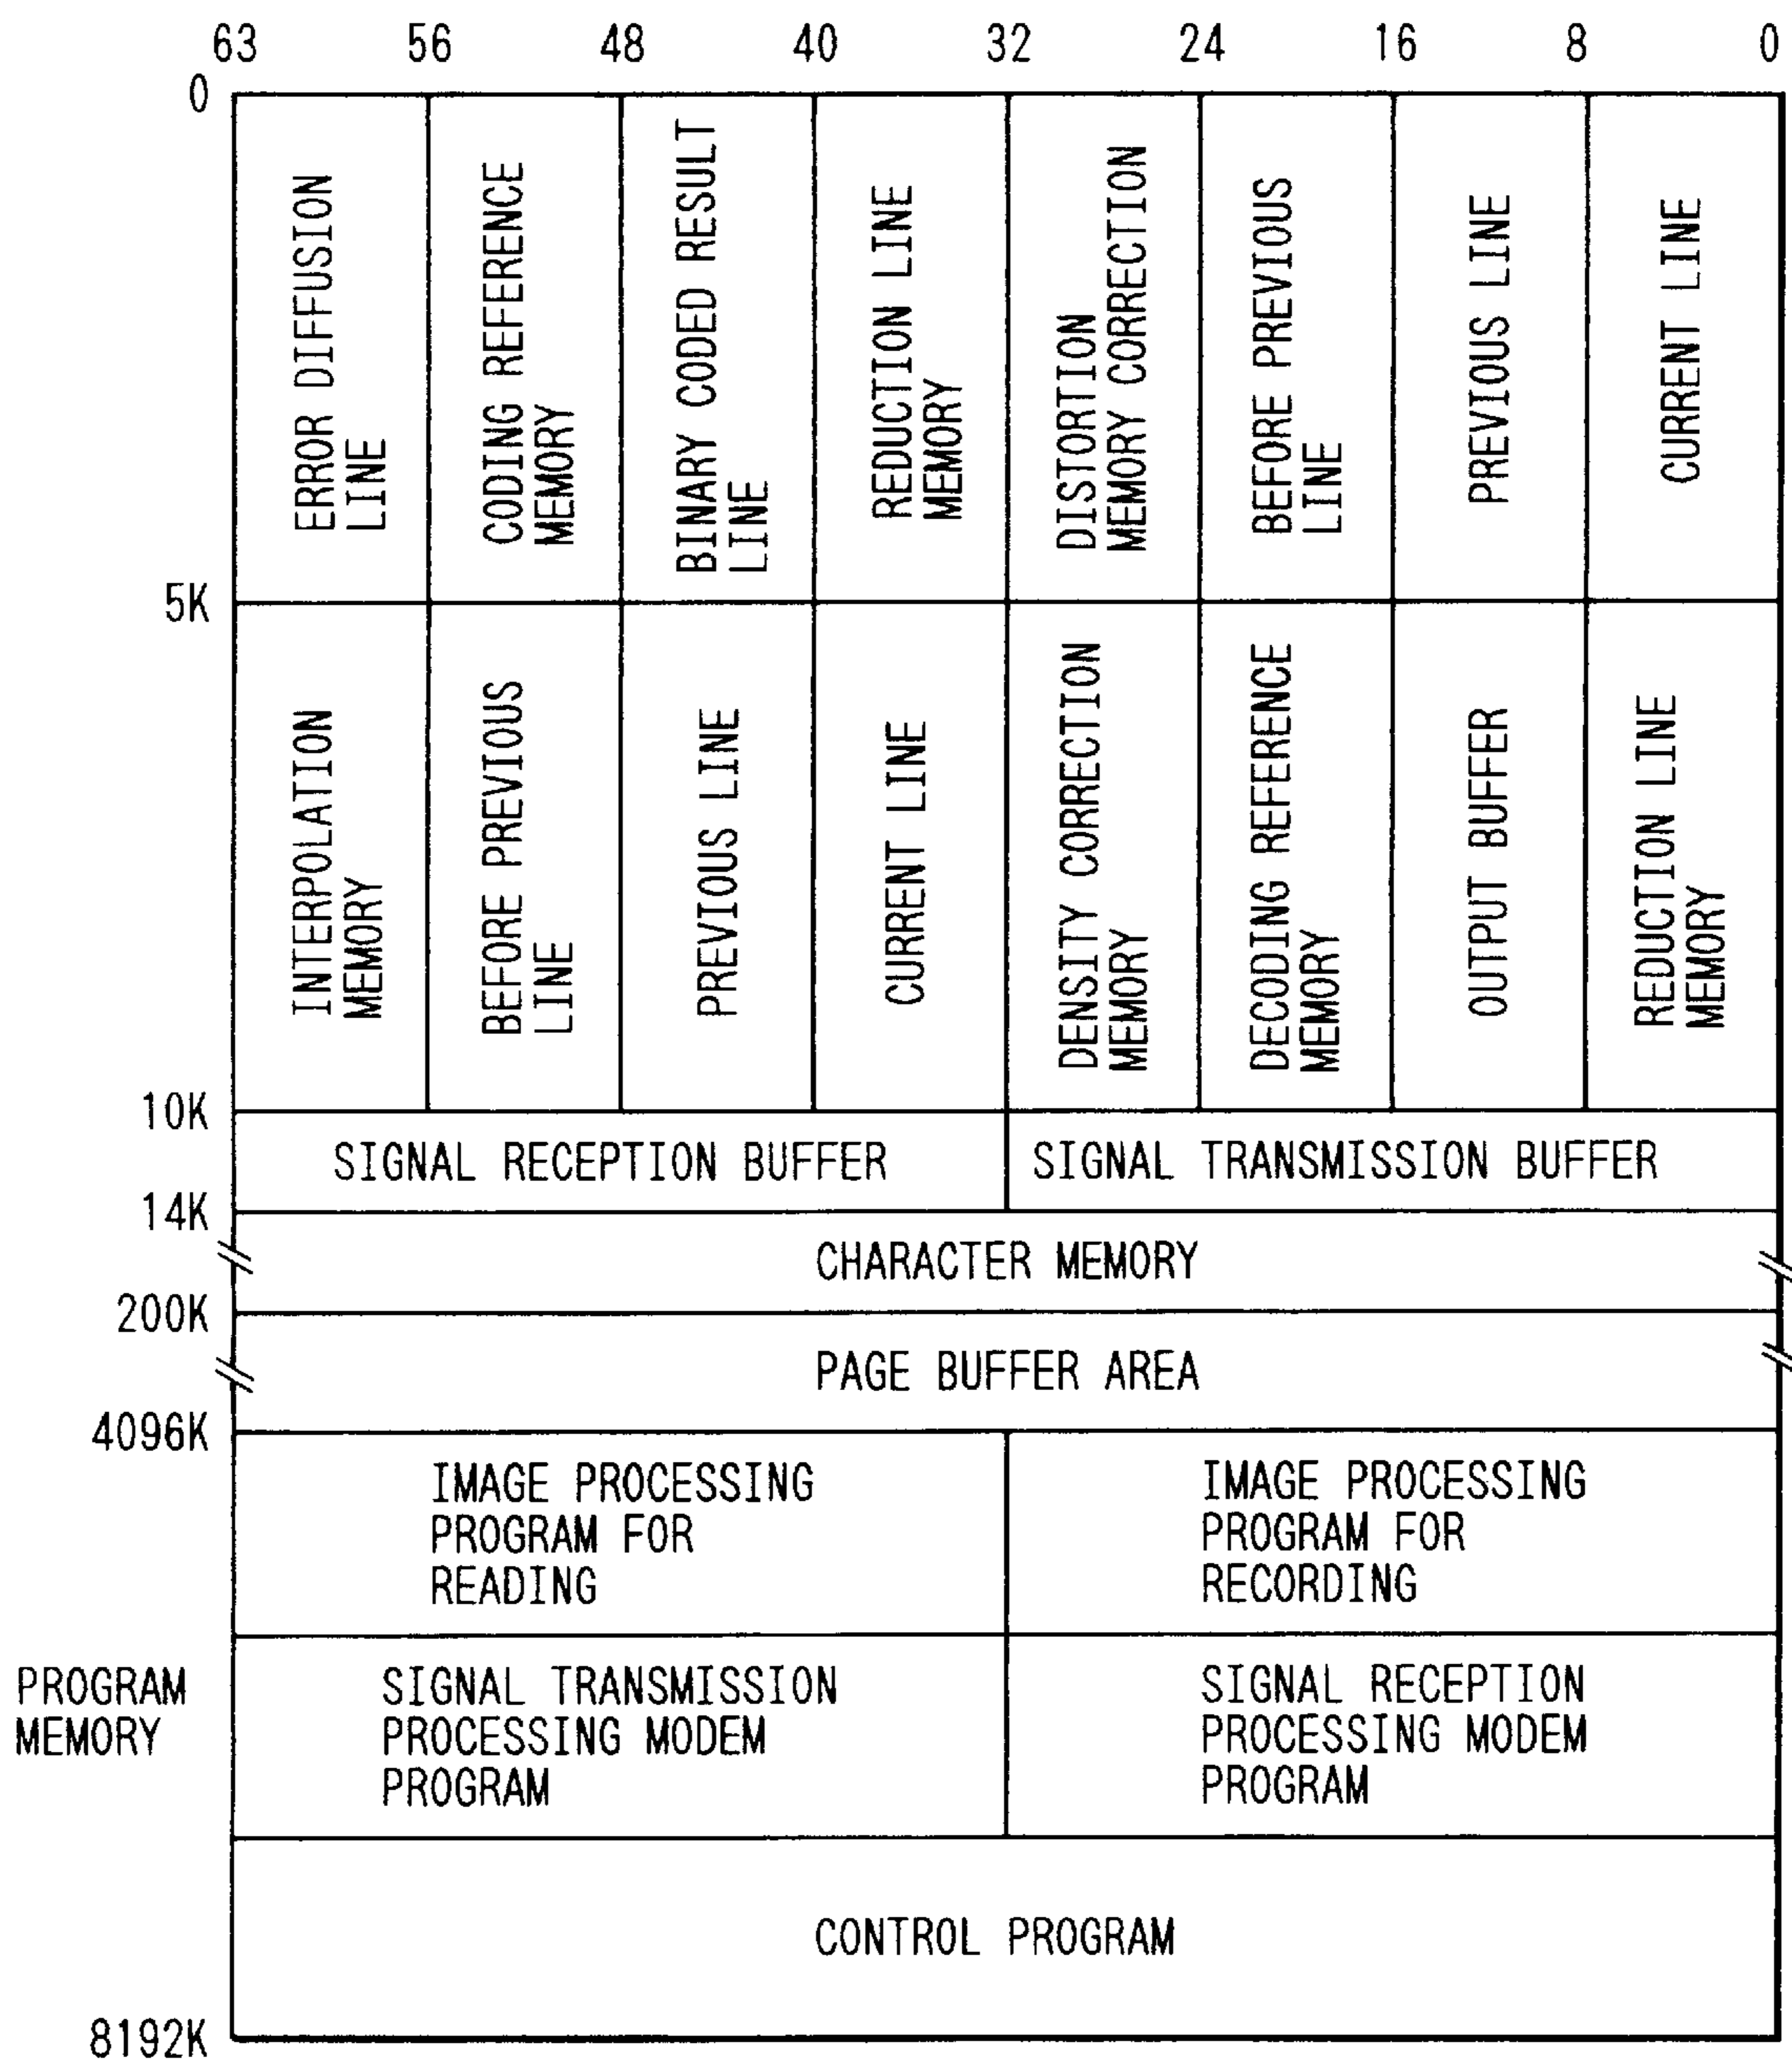 63 56 48 40 32 24 16 8 0
0
ERROR DIFFUSION
LINE
CODING REFERENCE
MEMORY
BINARY CODED RESULT
LINE
REDUCTION LINE
MEMORY
DISTORTION
MEMORY CORRECTION
BEFORE PREVIOUS
LINE
PREVIOUS LINE
CURRENT LINE
5K
INTERPOLATION
MEMORY
BEFORE PREVIOUS
LINE
PREVIOUS LINE
CURRENT LINE
DENSITY CORRECTION
MEMORY
DECODING REFERENCE
MEMORY
OUTPUT BUFFER
REDUCTION LINE
MEMORY
10K
SIGNAL RECEPTION BUFFER
SIGNAL TRANSMISSION BUFFER
14K
CHARACTER MEMORY
200K
PAGE BUFFER AREA
4096K
IMAGE PROCESSING
PROGRAM FOR
READING
IMAGE PROCESSING
PROGRAM FOR
RECORDING
PROGRAM
MEMORY
SIGNAL TRANSMISSION
PROCESSING MODEM
PROGRAM
SIGNAL RECEPTION
PROCESSING MODEM
PROGRAM
CONTROL PROGRAM
8192K